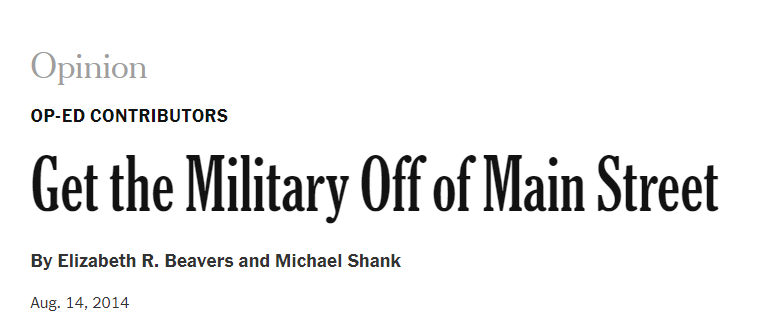 Opinion
OP-ED CONTRIBUTORS
Get the Military Off of Main Street
By Elizabeth R. Beavers and Michael Shank
Aug. 14, 2014